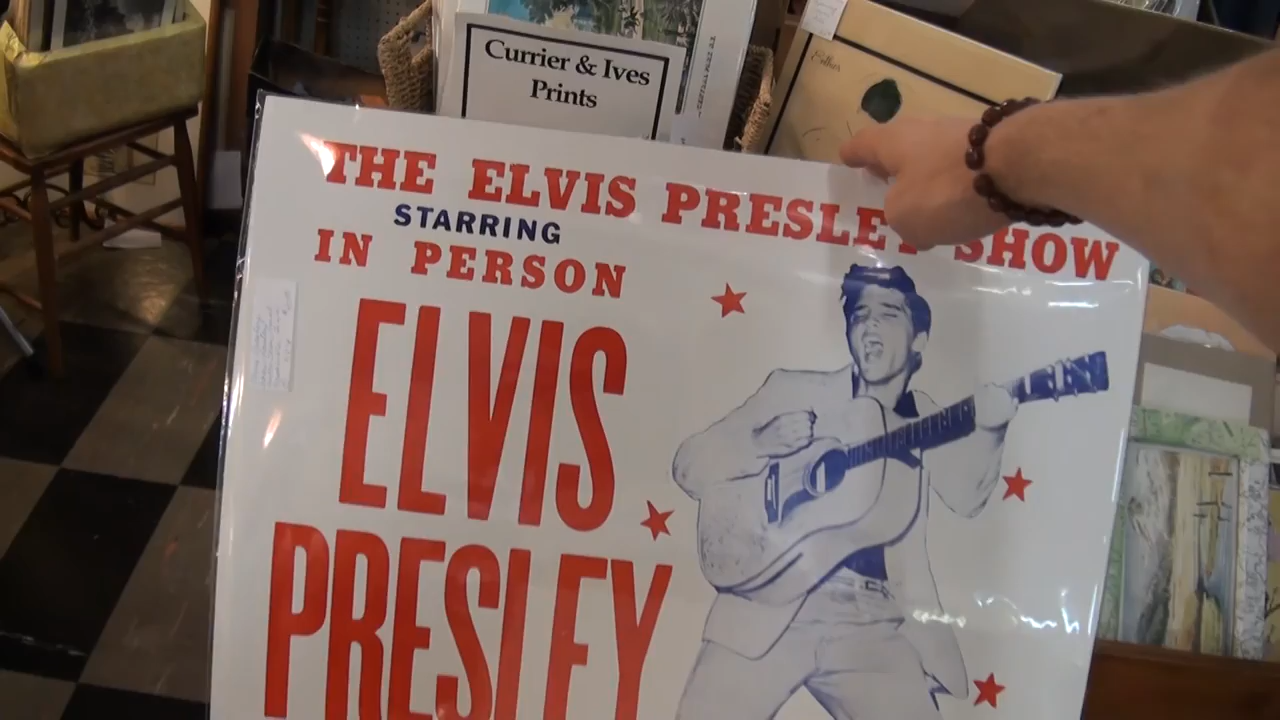 Currier & Ives
Prints
THE ELVIS PRESLEY SHOW
STARRING
IN PERSON
ELVIS
PRESLEY